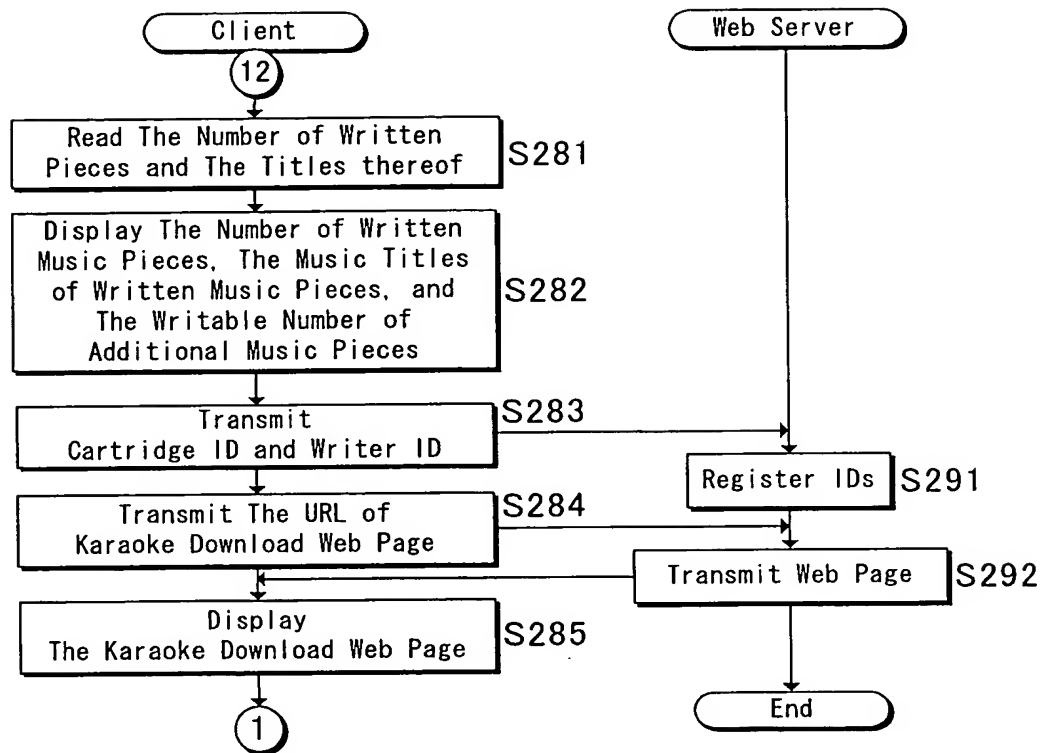 Client
Web Server
12
Read The Number of Written
Pieces and The Titles thereof
S281
Display The Number of Written
Music Pieces, The Music Titles
of Written Music Pieces, and
The Writable Number of
Additional Music Pieces
S282
Transmit
Cartridge ID and Writer ID
S283
Register IDs
S291
Transmit The URL of
Karaoke Download Web Page
S284
Transmit Web Page
S292
Display
The Karaoke Download Web Page
S285
End
1